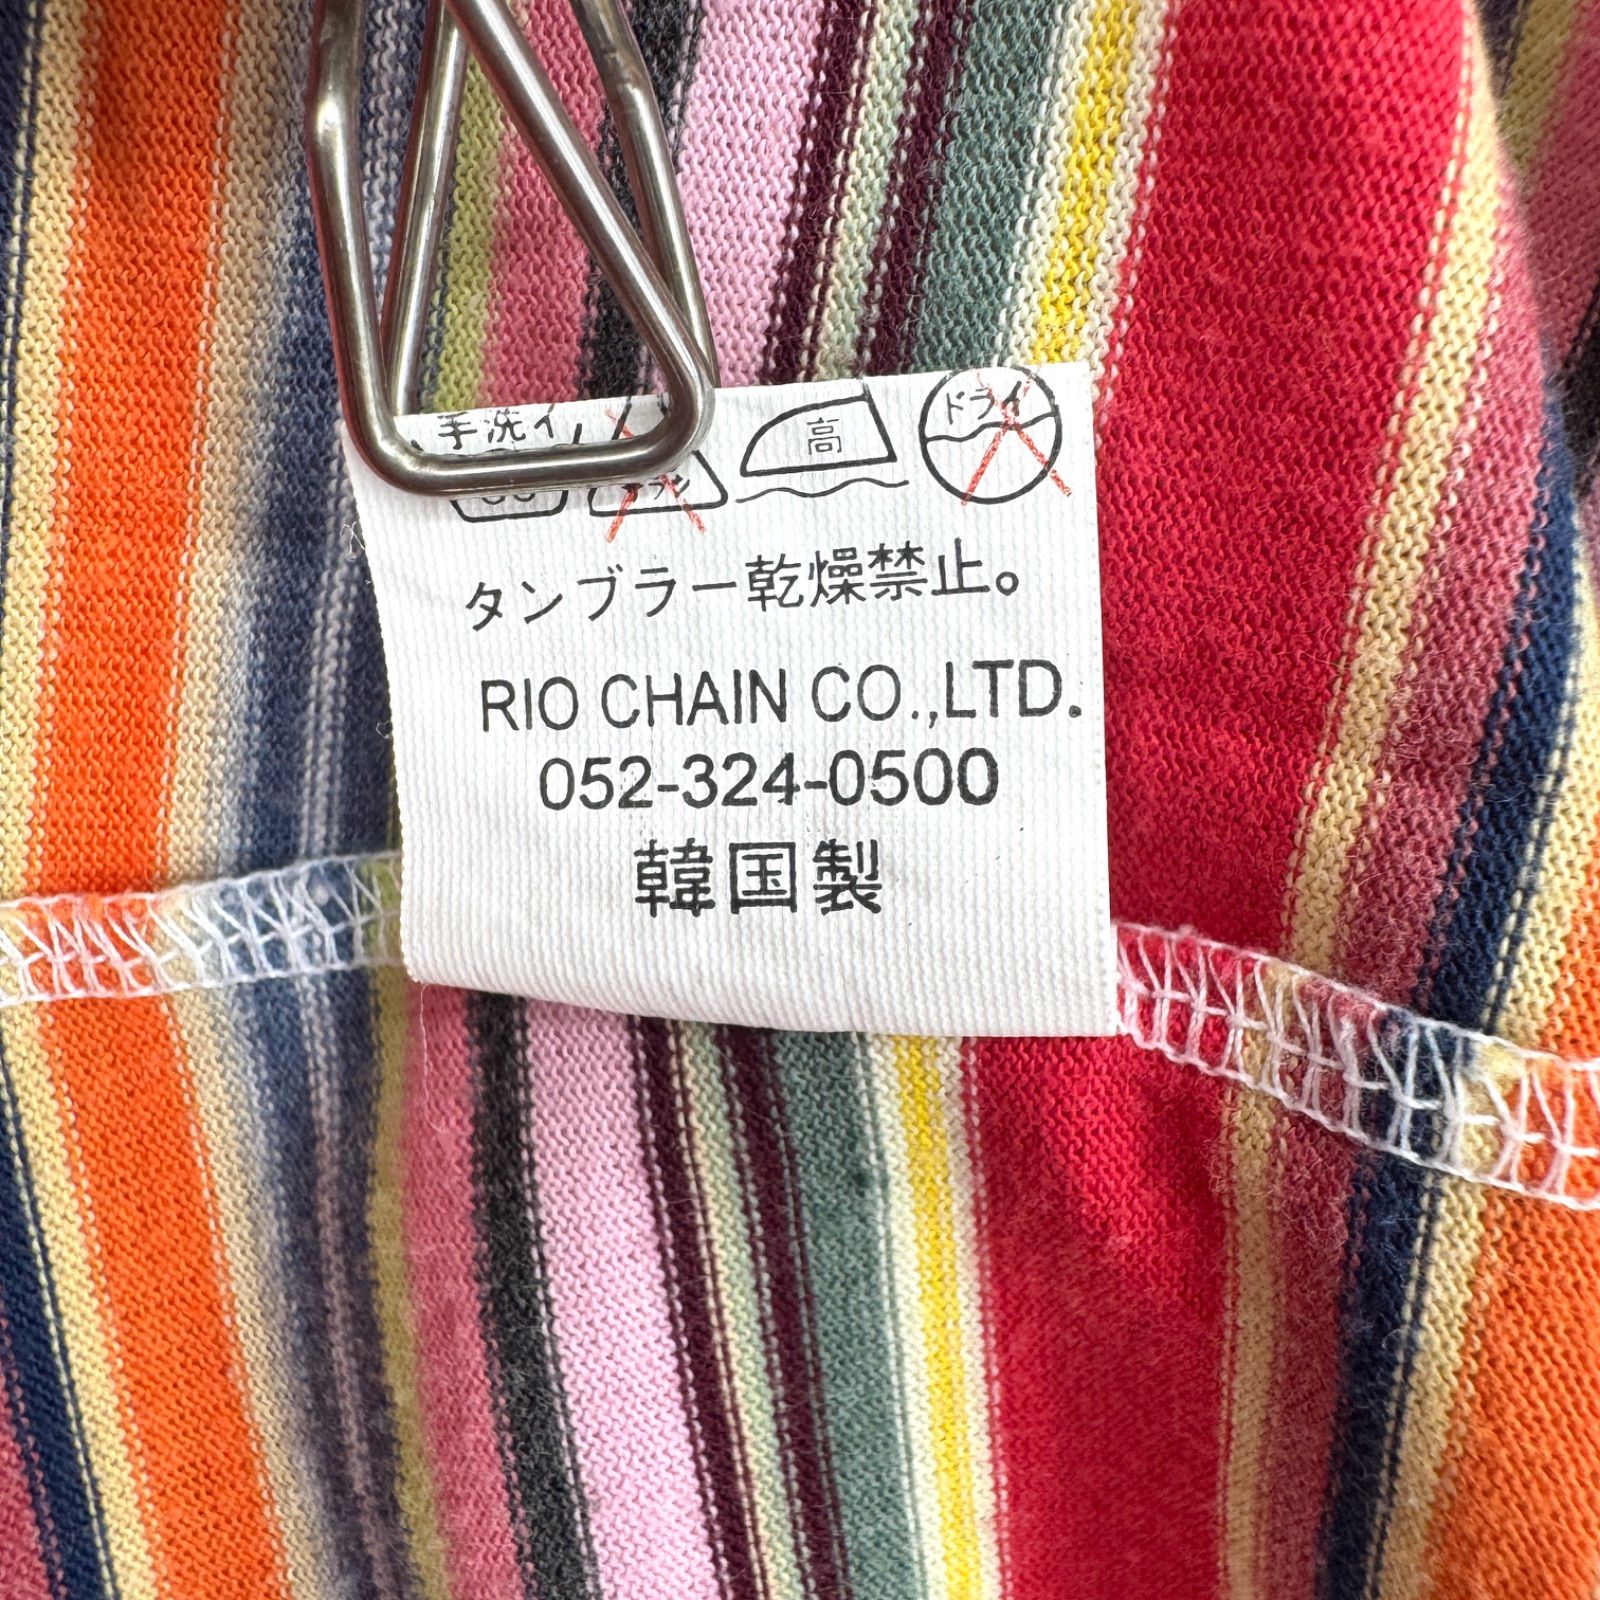 手洗イ 高 ドライ
タンブラー乾燥禁止。
RIO CHAIN CO.,LTD.
052-324-0500
韓国製